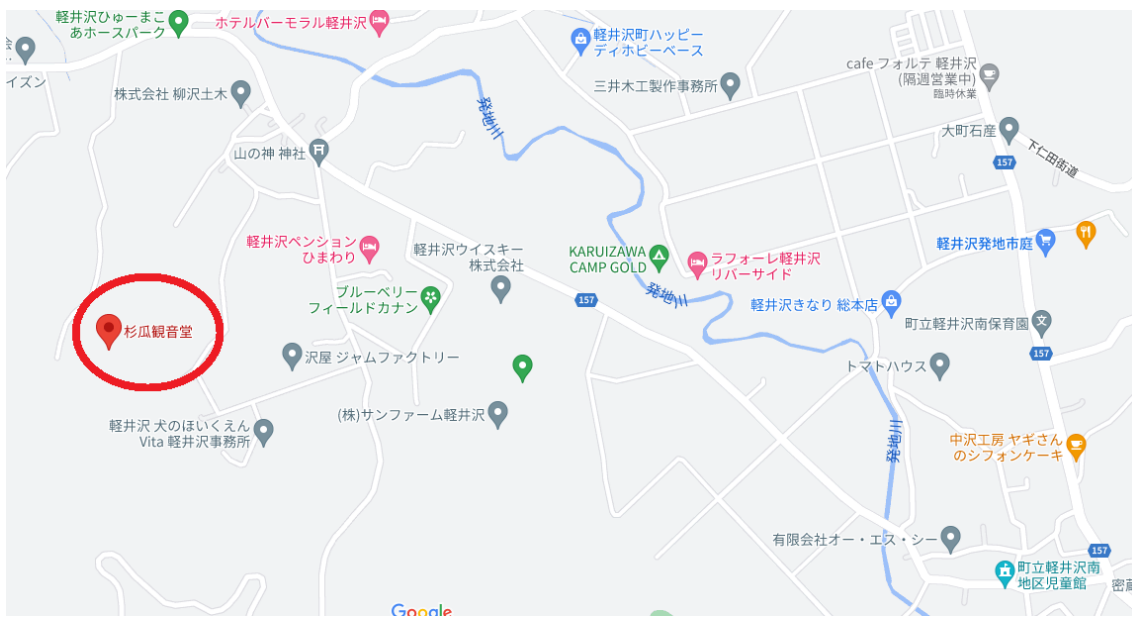 軽井沢ひゅーまこ
あホースパーク
ホテルバーモラル軽井沢
軽井沢町ハッピー
ディホビーベース
イズン
株式会社 柳沢土木
三井木工製作事務所
cafe フォルテ 軽井沢
(隔週営業中)
臨時休業
発地川
大町石産
下仁田街道
157
山の神 神社
軽井沢ペンション
ひまわり
軽井沢ウイスキー
株式会社
KARUIZAWA
CAMP GOLD
ラフォーレ軽井沢
リバーサイド
軽井沢発地市庭
ブルーベリー
フィールドカナン
157
発地川
軽井沢きなり 総本店
町立軽井沢南保育園
文
杉瓜観音堂
沢屋 ジャムファクトリー
トマトハウス
157
(株)サンファーム軽井沢
軽井沢 犬のほいくえん
Vita 軽井沢事務所
発地川
中沢工房 ヤギさん
のシフォンケーキ
有限会社オー・エス・シー
157
町立軽井沢南
地区児童館
密蔵
Google